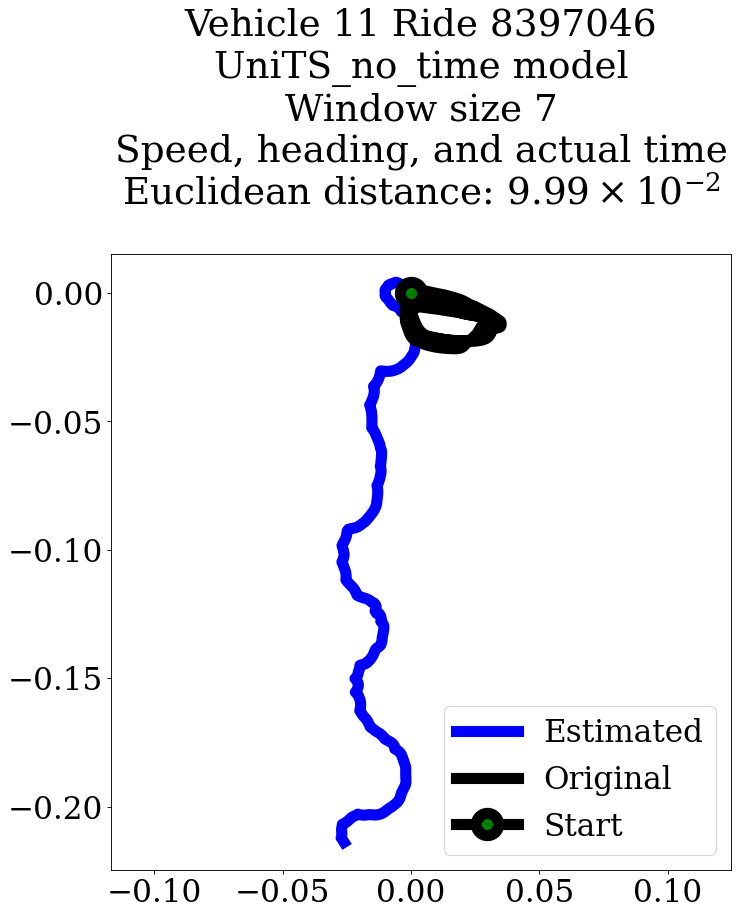 Vehicle 11 Ride 8397046
UniTS_no_time model
Window size 7
Speed, heading, and actual time
Euclidean distance: 9.99 × 10⁻²
0.00
−0.05
−0.10
−0.15
−0.20
Estimated
Original
Start
−0.10 −0.05 0.00 0.05 0.10